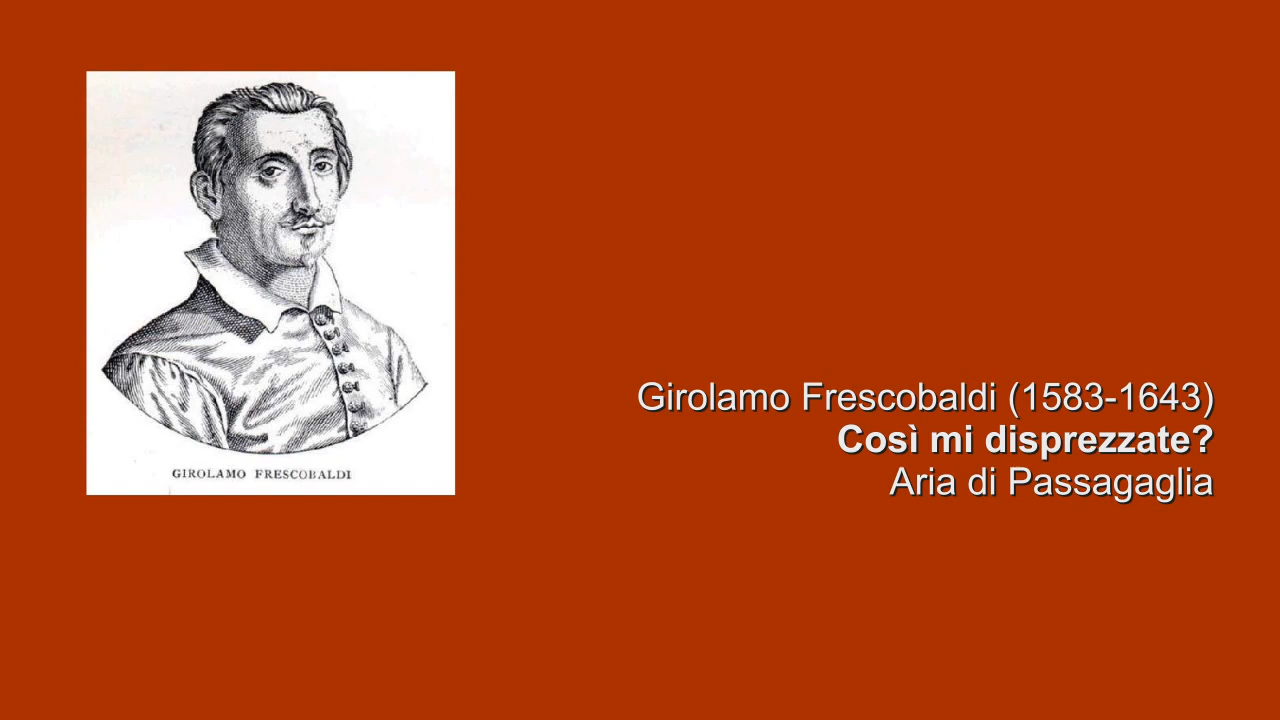 GIROLAMO FRESCOBALDI
Girolamo Frescobaldi (1583-1643)
Così mi disprezzate?
Aria di Passagaglia